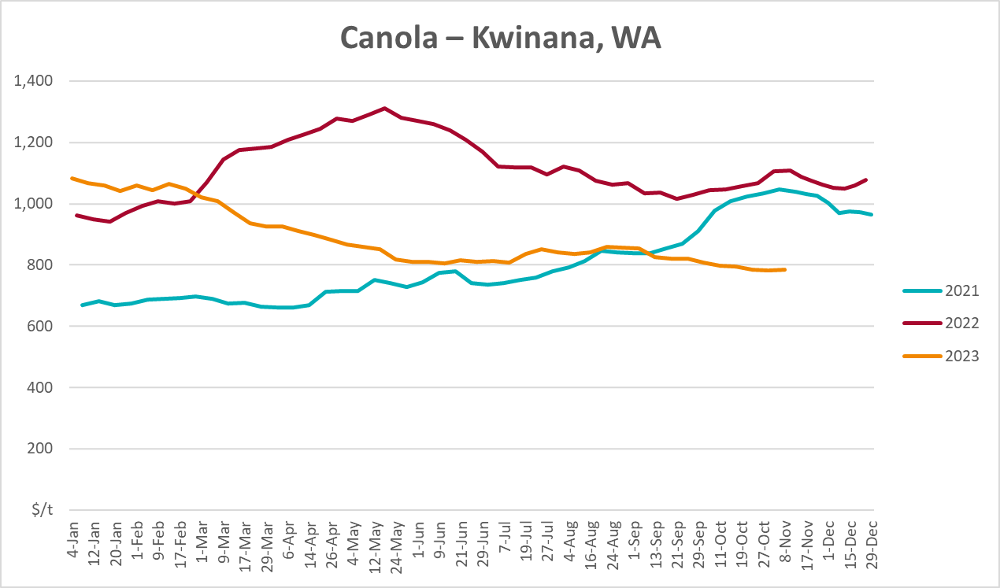 Canola – Kwinana, WA
1,400
1,200
1,000
800
600
400
200
$/t
2021
2022
2023
4-Jan
12-Jan
20-Jan
1-Feb
9-Feb
17-Feb
1-Mar
9-Mar
17-Mar
29-Mar
6-Apr
14-Apr
26-Apr
4-May
12-May
24-May
1-Jun
9-Jun
21-Jun
29-Jun
7-Jul
19-Jul
27-Jul
4-Aug
16-Aug
24-Aug
1-Sep
13-Sep
21-Sep
29-Sep
11-Oct
19-Oct
27-Oct
8-Nov
17-Nov
1-Dec
15-Dec
29-Dec